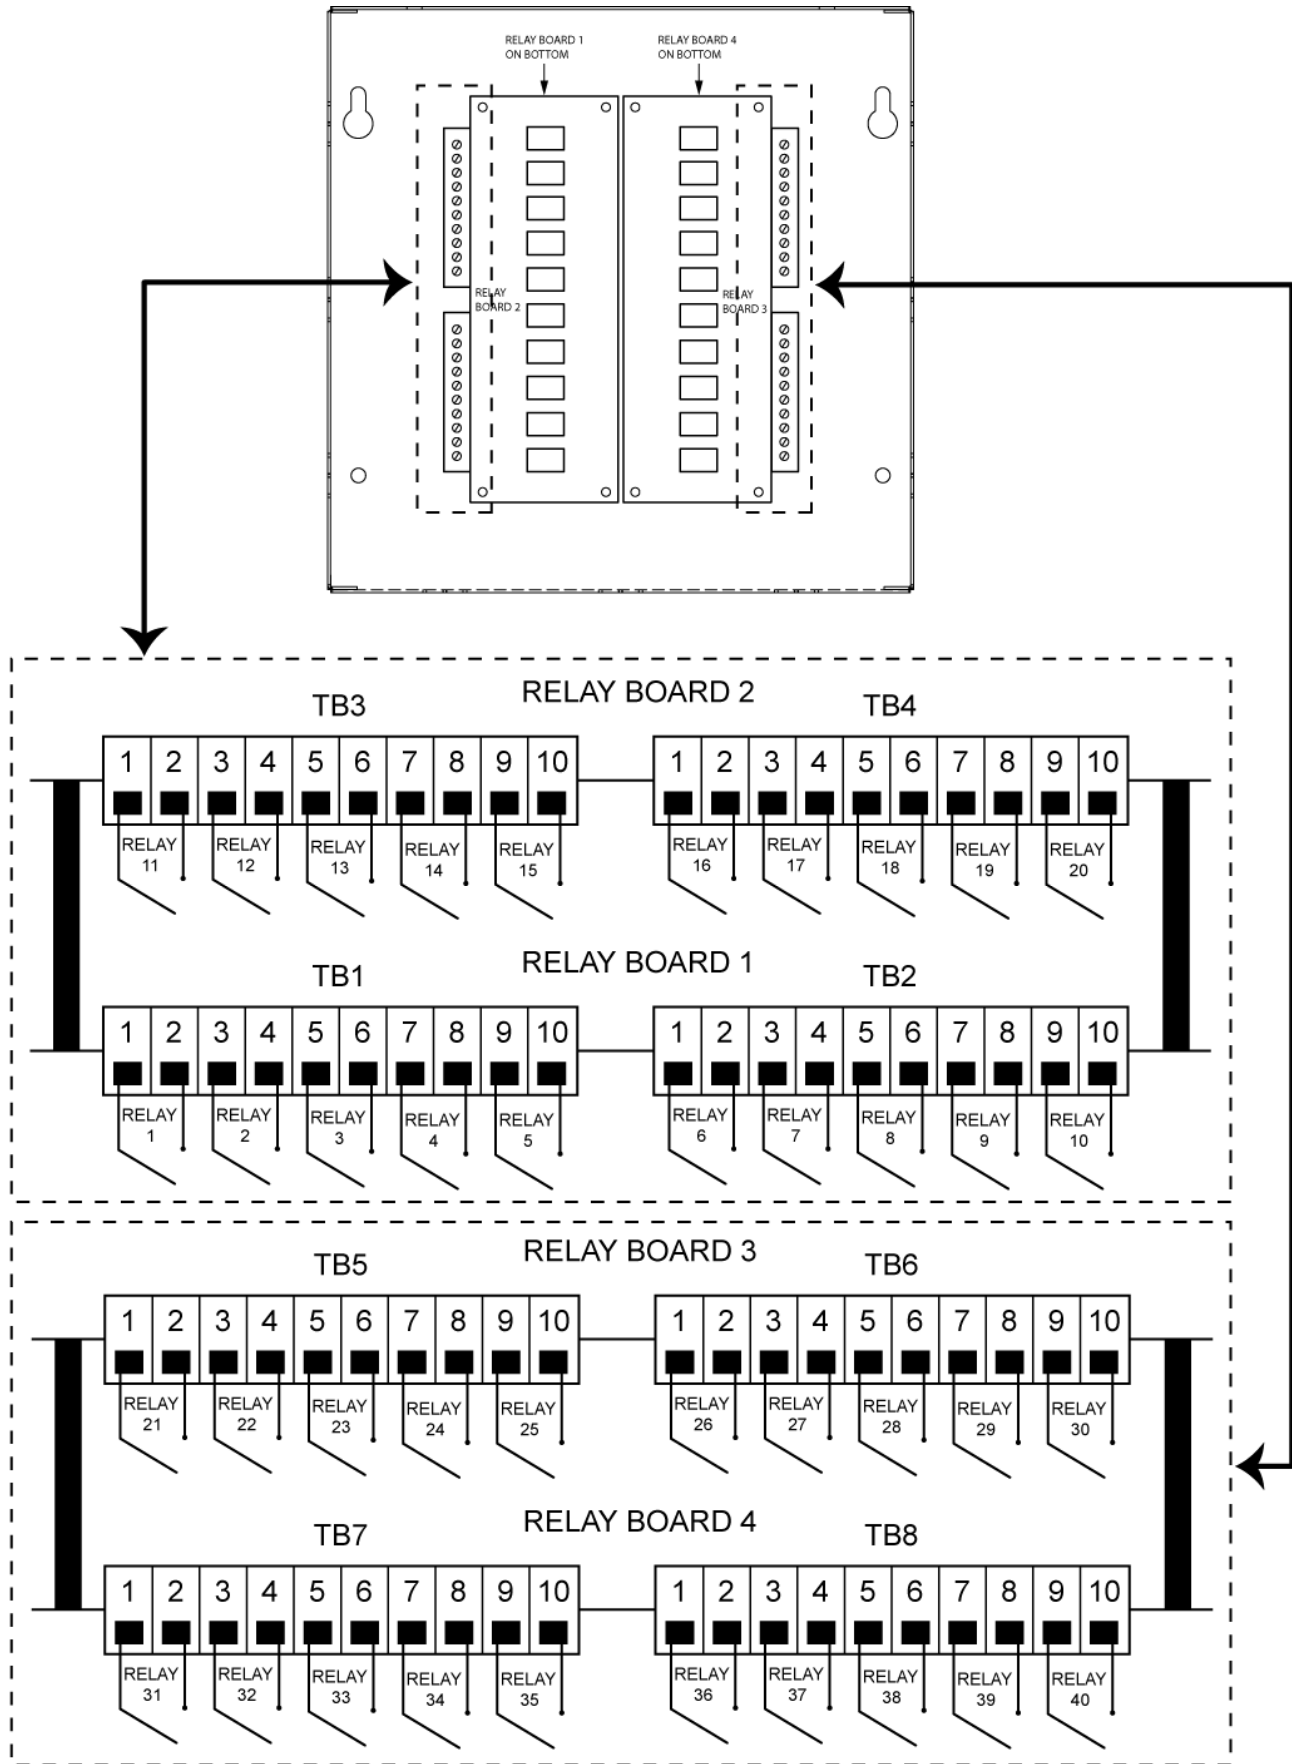 RELAY BOARD 1
ON BOTTOM
RELAY BOARD 4
ON BOTTOM
RELAY
BOARD 2
RELAY
BOARD 3
RELAY BOARD 2
TB3
TB4
1 2 3 4 5 6 7 8 9 10
1 2 3 4 5 6 7 8 9 10
RELAY
11
RELAY
12
RELAY
13
RELAY
14
RELAY
15
RELAY
16
RELAY
17
RELAY
18
RELAY
19
RELAY
20
RELAY BOARD 1
TB1
TB2
1 2 3 4 5 6 7 8 9 10
1 2 3 4 5 6 7 8 9 10
RELAY
1
RELAY
2
RELAY
3
RELAY
4
RELAY
5
RELAY
6
RELAY
7
RELAY
8
RELAY
9
RELAY
10
RELAY BOARD 3
TB5
TB6
1 2 3 4 5 6 7 8 9 10
1 2 3 4 5 6 7 8 9 10
RELAY
21
RELAY
22
RELAY
23
RELAY
24
RELAY
25
RELAY
26
RELAY
27
RELAY
28
RELAY
29
RELAY
30
RELAY BOARD 4
TB7
TB8
1 2 3 4 5 6 7 8 9 10
1 2 3 4 5 6 7 8 9 10
RELAY
31
RELAY
32
RELAY
33
RELAY
34
RELAY
35
RELAY
36
RELAY
37
RELAY
38
RELAY
39
RELAY
40